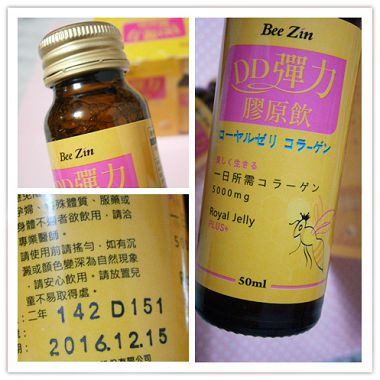 Bee Zin
DD彈力
Bee Zin
DD彈力
膠原飲
ローヤルゼリ コラーゲン
美しく生きる
一日所需コラーゲン
5000mg
Royal Jelly
PLUS+
50ml
孕婦、特殊體質、服藥或
身體不適者欲飲用，請洽
專業醫師。
請使用前請搖勻，如有沉
澱或顏色變深為自然現象
，請安心飲用。請放置兒
童不易取得處。
：二年 142 D151
2016.12.15